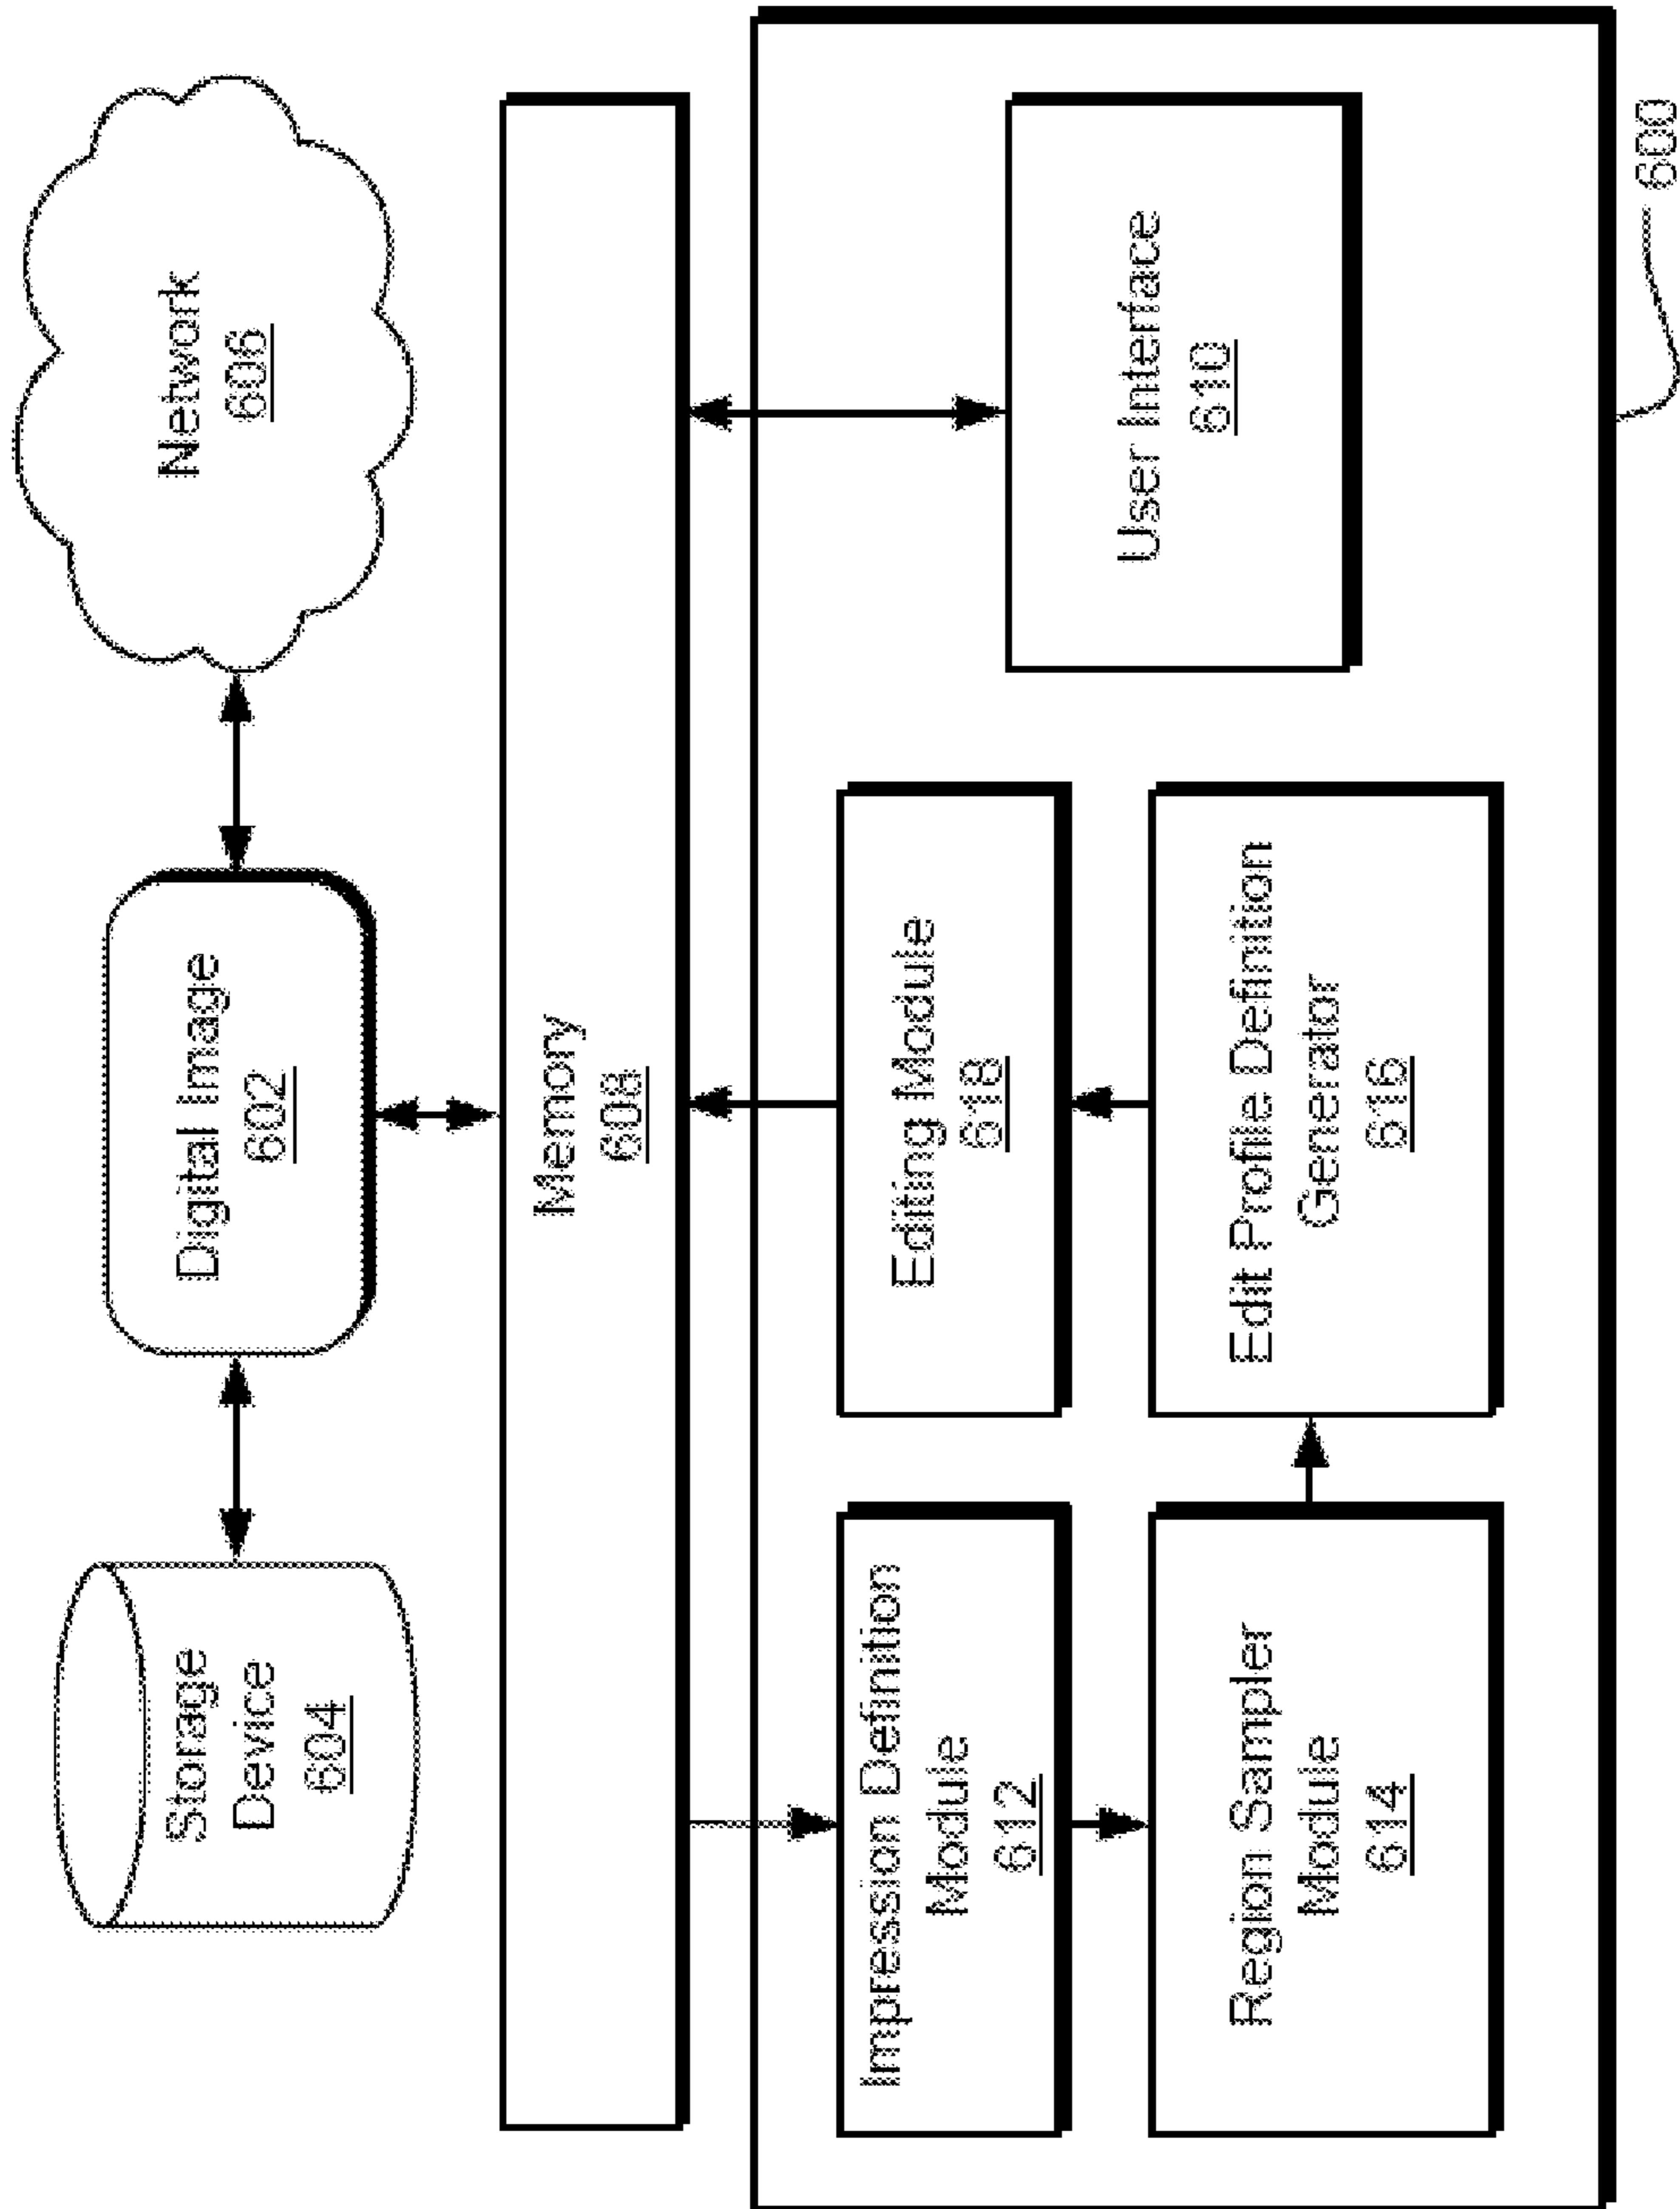 Storage
Device
604
Digital Image
602
Network
606
Memory
608
Impression Definition
Module
612
Editing Module
618
User Interface
610
Region Sampler
Module
614
Edit Profile Definition
Generator
616
600